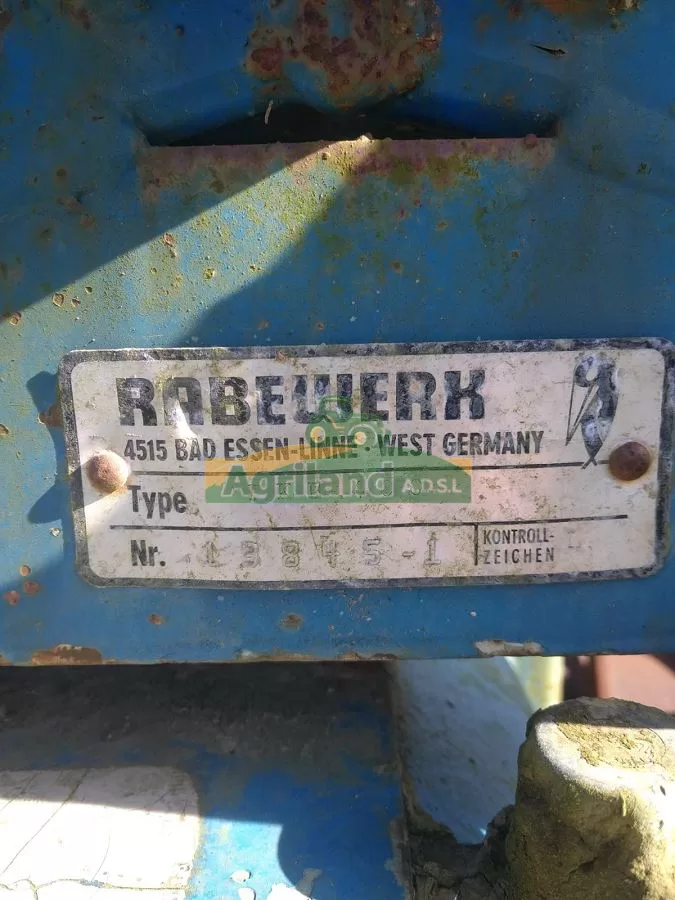 RABEWERK
4515 BAD ESSEN-LINNE · WEST GERMANY
Agriland A.D.S.L
Type
Nr. 13845-1
KONTROLL-
ZEICHEN